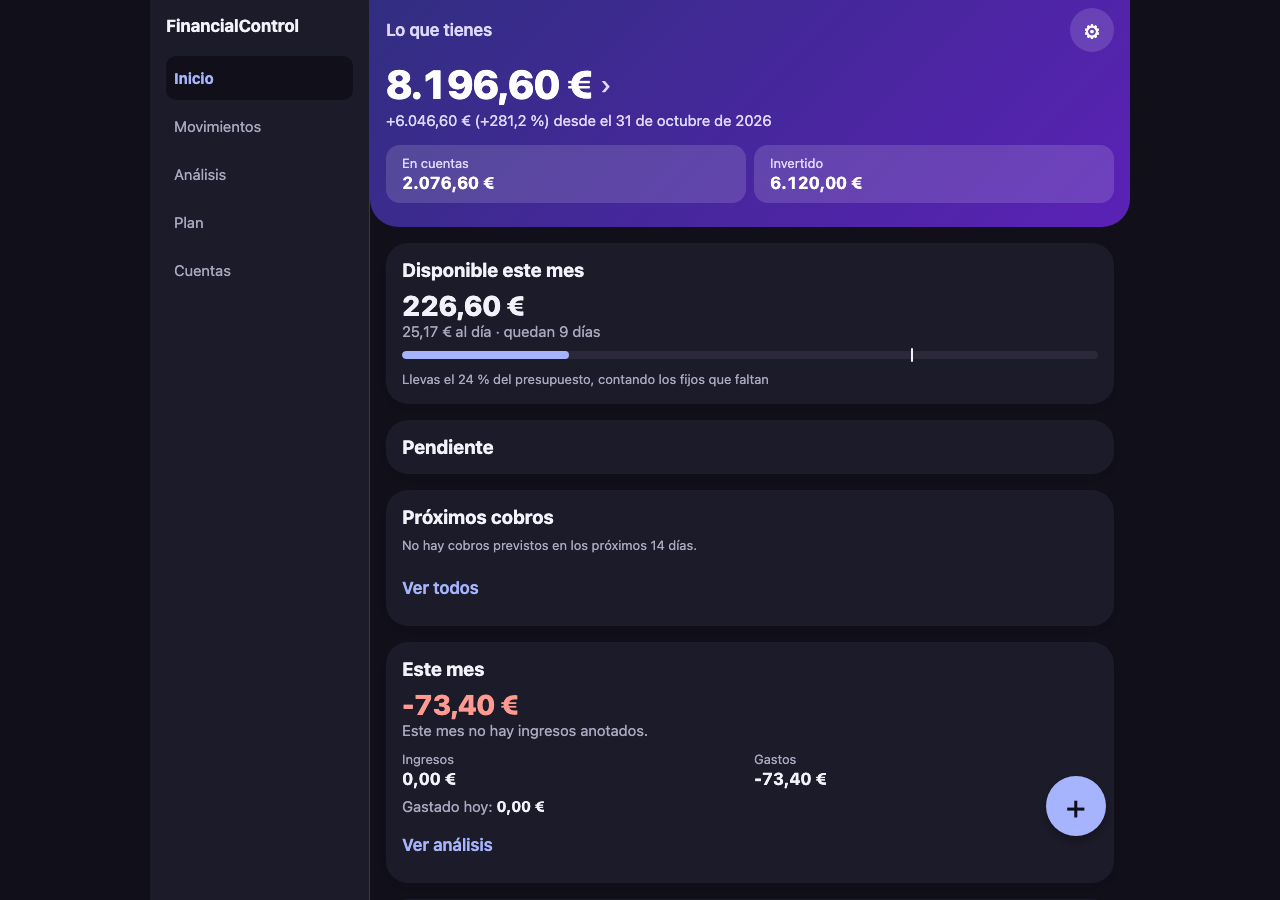 FinancialControl
Inicio
Movimientos
Análisis
Plan
Cuentas
Lo que tienes
8.196,60 € ›
+6.046,60 € (+281,2 %) desde el 31 de octubre de 2026
En cuentas
2.076,60 €
Invertido
6.120,00 €
Disponible este mes
226,60 €
25,17 € al día · quedan 9 días
Llevas el 24 % del presupuesto, contando los fijos que faltan
Pendiente
Próximos cobros
No hay cobros previstos en los próximos 14 días.
Ver todos
Este mes
-73,40 €
Este mes no hay ingresos anotados.
Ingresos
0,00 €
Gastos
-73,40 €
Gastado hoy: 0,00 €
Ver análisis
+